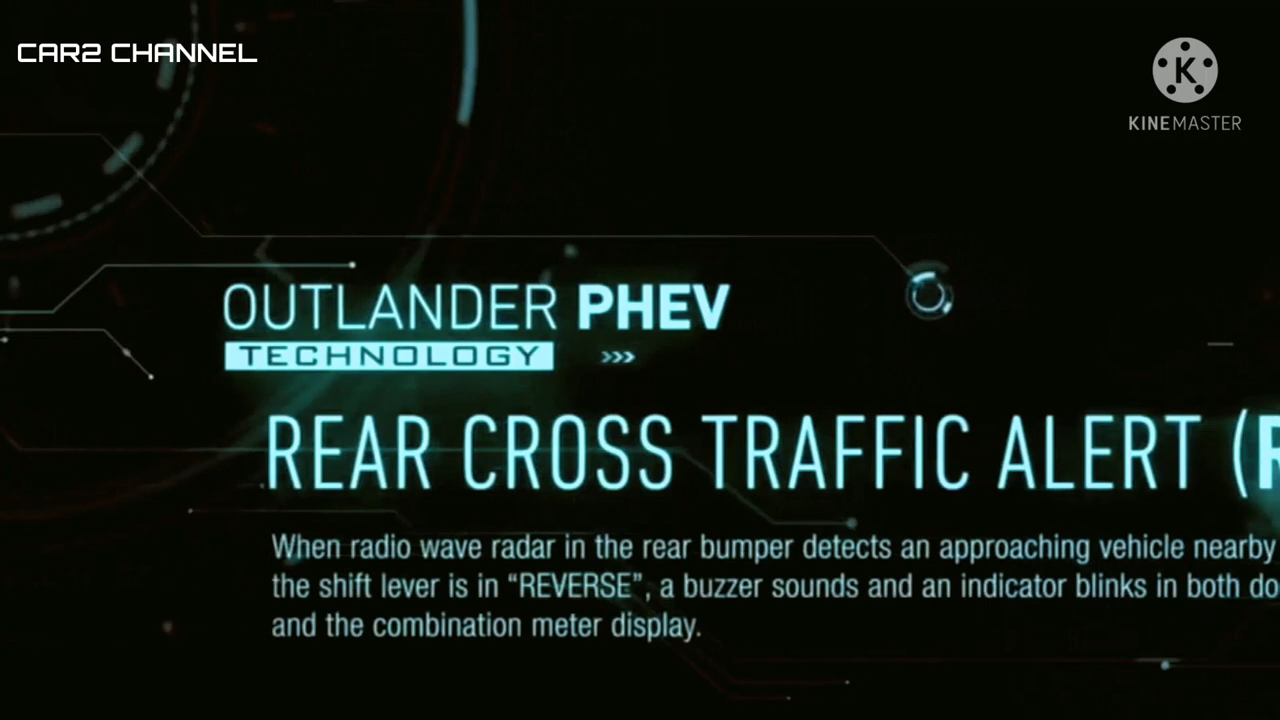 CAR2 CHANNEL
K
KINEMASTER
OUTLANDER PHEV
TECHNOLOGY >>>
REAR CROSS TRAFFIC ALERT (R
When radio wave radar in the rear bumper detects an approaching vehicle nearby
the shift lever is in “REVERSE”, a buzzer sounds and an indicator blinks in both do
and the combination meter display.